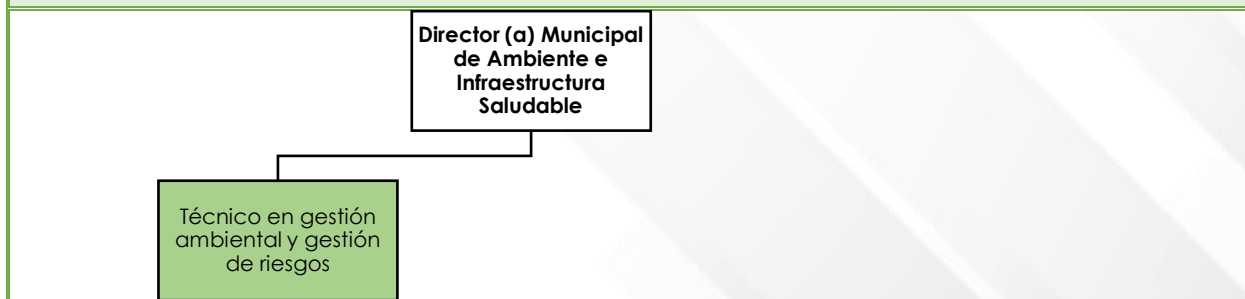 Director (a) Municipal
de Ambiente e
Infraestructura
Saludable
Técnico en gestión
ambiental y gestión
de riesgos